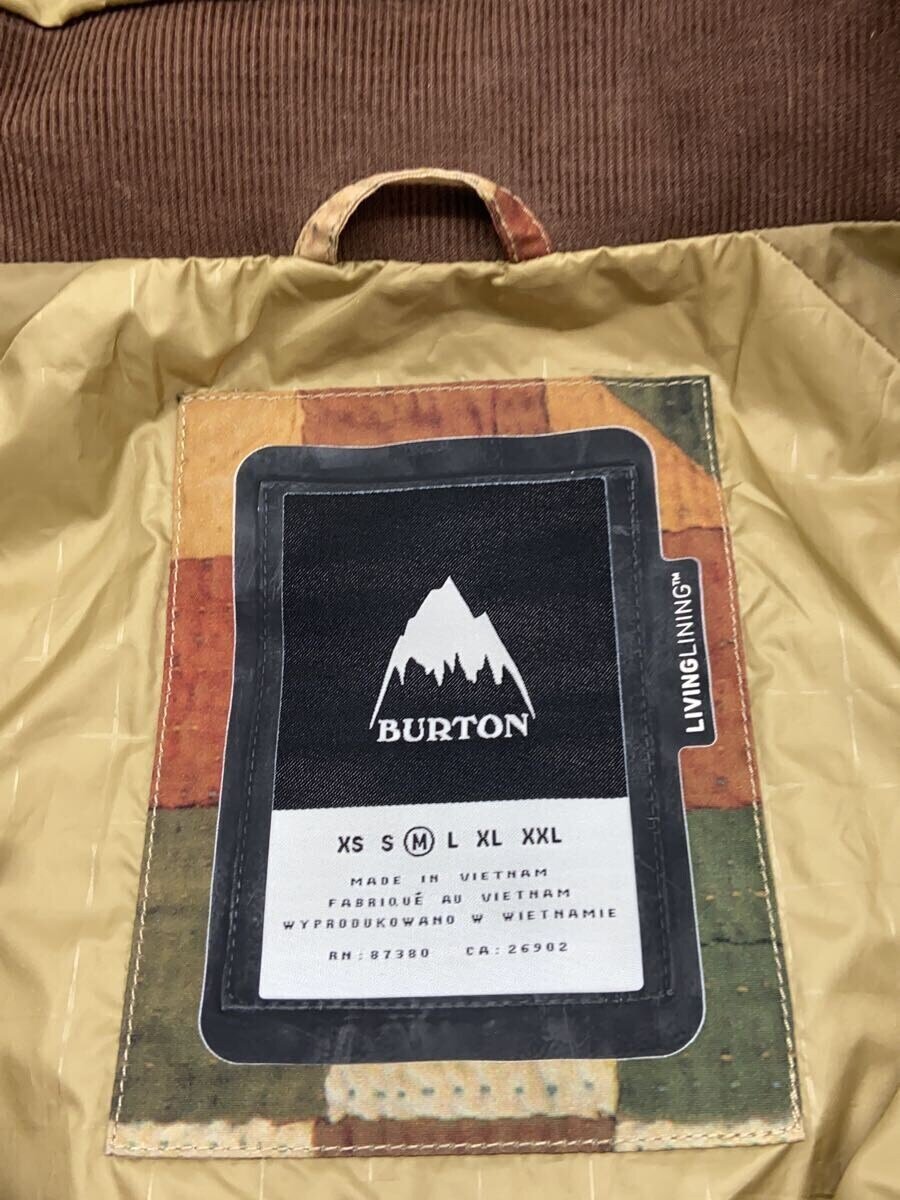 BURTON
LIVINGLINING™
XS S M L XL XXL
MADE IN VIETNAM
FABRIQUÉ AU VIETNAM
WYPRODUKOWANO W WIETNAMIE
RN: 87380 CA: 26902